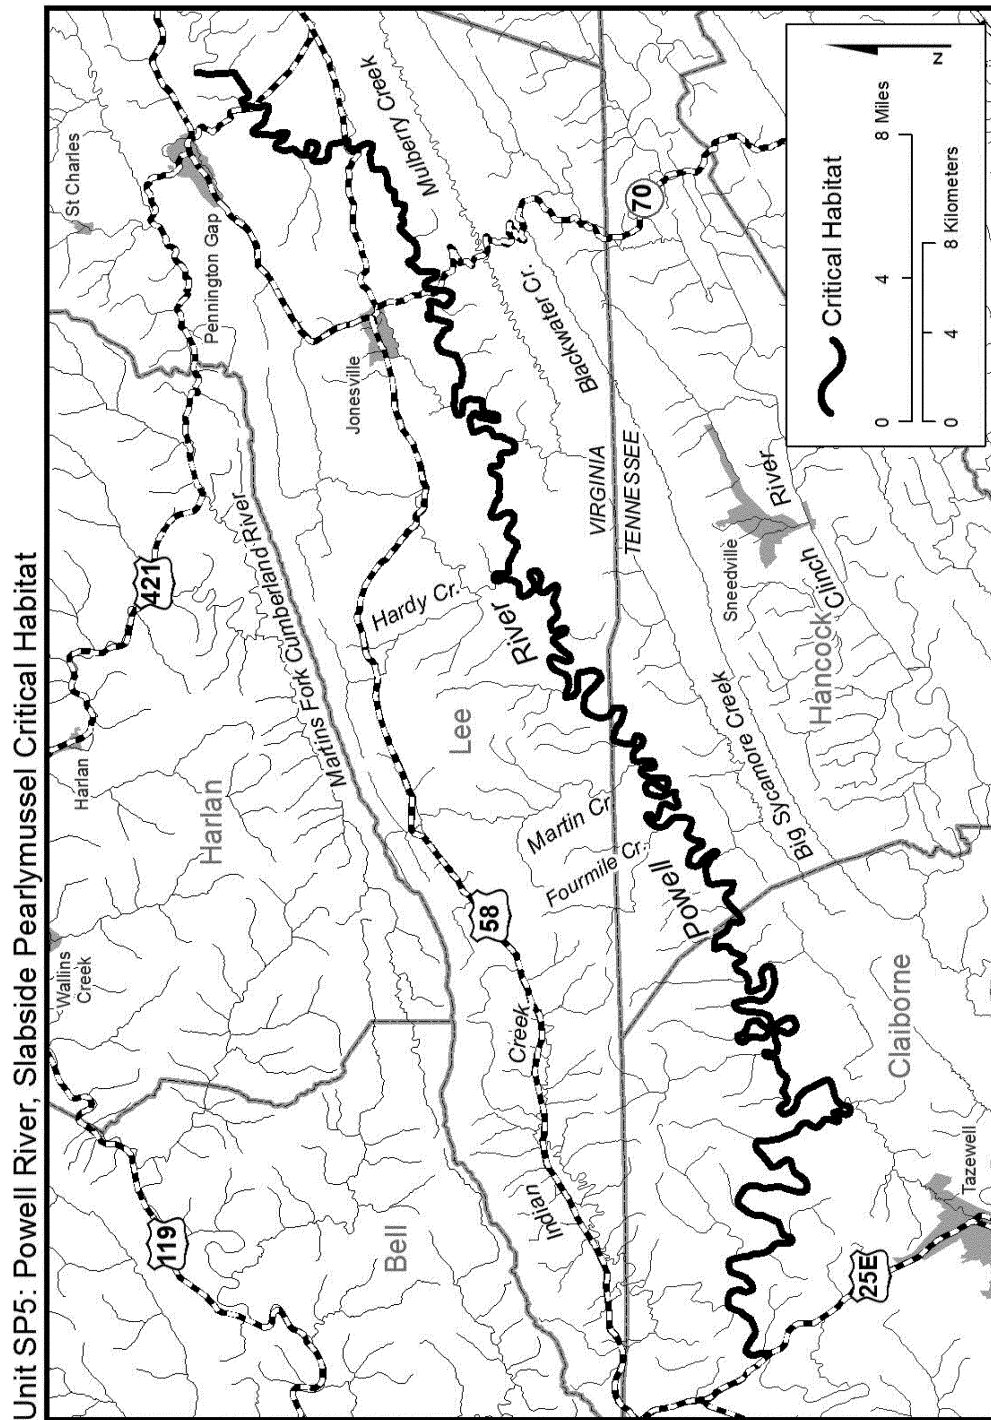 Unit SP5: Powell River, Slabside Pearlymussel Critical Habitat
119
Wallins
Creek
Harlan
421
St Charles
Pennington Gap
Harlan
Martins Fork Cumberland River
Bell
Jonesville
Mulberry Creek
Hardy Cr.
Lee
58
Indian
Creek
River
Blackwater Cr.
Martin Cr.
Fourmile Cr.
VIRGINIA
TENNESSEE
70
Powell
Big Sycamore Creek
Sneedville
Clinch
River
Hancock
Claiborne
25E
Tazewell
Critical Habitat
0
4
8 Miles
0
4
8 Kilometers
N